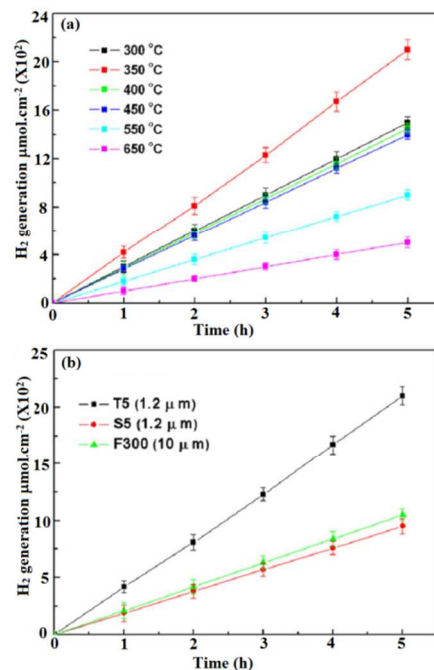 (a)
24
20
16
12
8
4
0
300 °C
350 °C
400 °C
450 °C
550 °C
650 °C
H₂ generation μmol.cm⁻² (X10²)
0 1 2 3 4 5
Time (h)
(b)
25
20
15
10
5
0
T5 (1.2 μ m)
S5 (1.2 μ m)
F300 (10 μm)
H₂ generation μmol.cm⁻² (X10²)
0 1 2 3 4 5
Time (h)